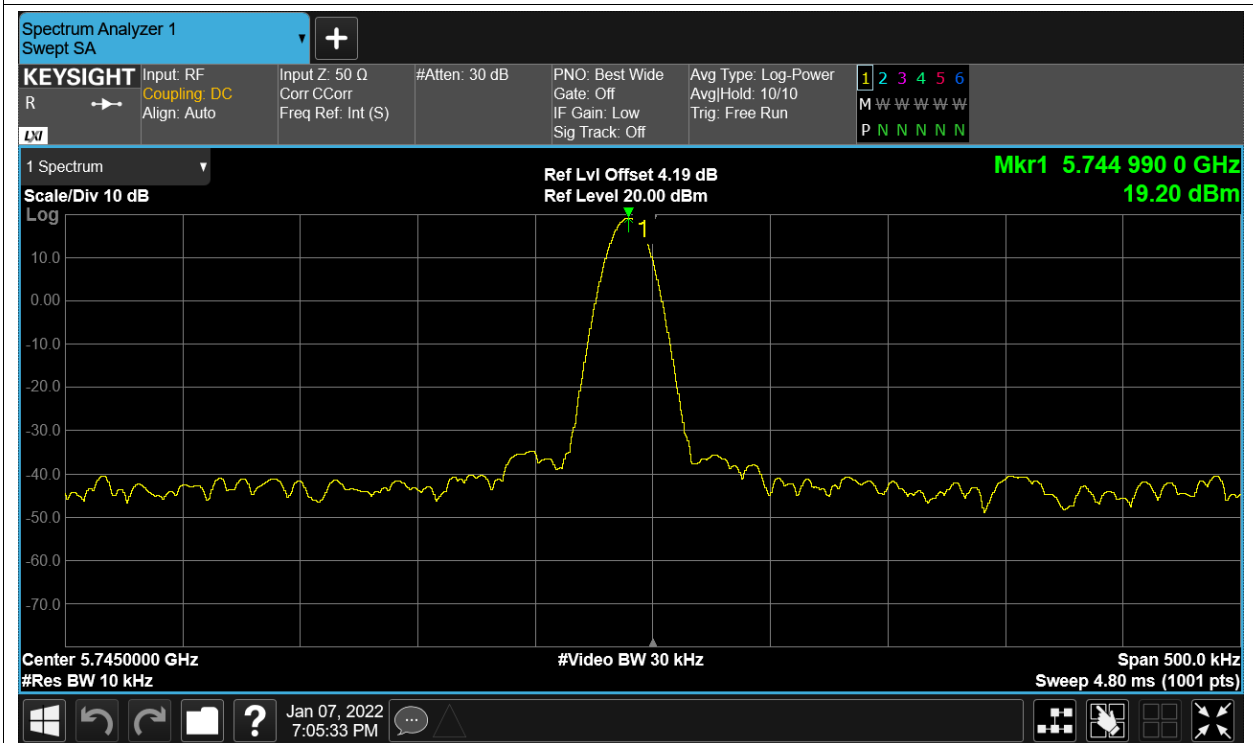 Spectrum Analyzer 1
Swept SA
KEYSIGHT
R
LXI
Input: RF
Coupling: DC
Align: Auto
Input Z: 50 Ω
Corr CCorr
Freq Ref: Int (S)
#Atten: 30 dB
PNO: Best Wide
Gate: Off
IF Gain: Low
Sig Track: Off
Avg Type: Log-Power
Avg|Hold: 10/10
Trig: Free Run
1 2 3 4 5 6
M W W W W W W
P N N N N N
1 Spectrum
Scale/Div 10 dB
Log
Ref Lvl Offset 4.19 dB
Ref Level 20.00 dBm
Mkr1 5.744 990 0 GHz
19.20 dBm
1
10.0
0.00
-10.0
-20.0
-30.0
-40.0
-50.0
-60.0
-70.0
Center 5.7450000 GHz
#Res BW 10 kHz
#Video BW 30 kHz
Span 500.0 kHz
Sweep 4.80 ms (1001 pts)
?
Jan 07, 2022
7:05:33 PM